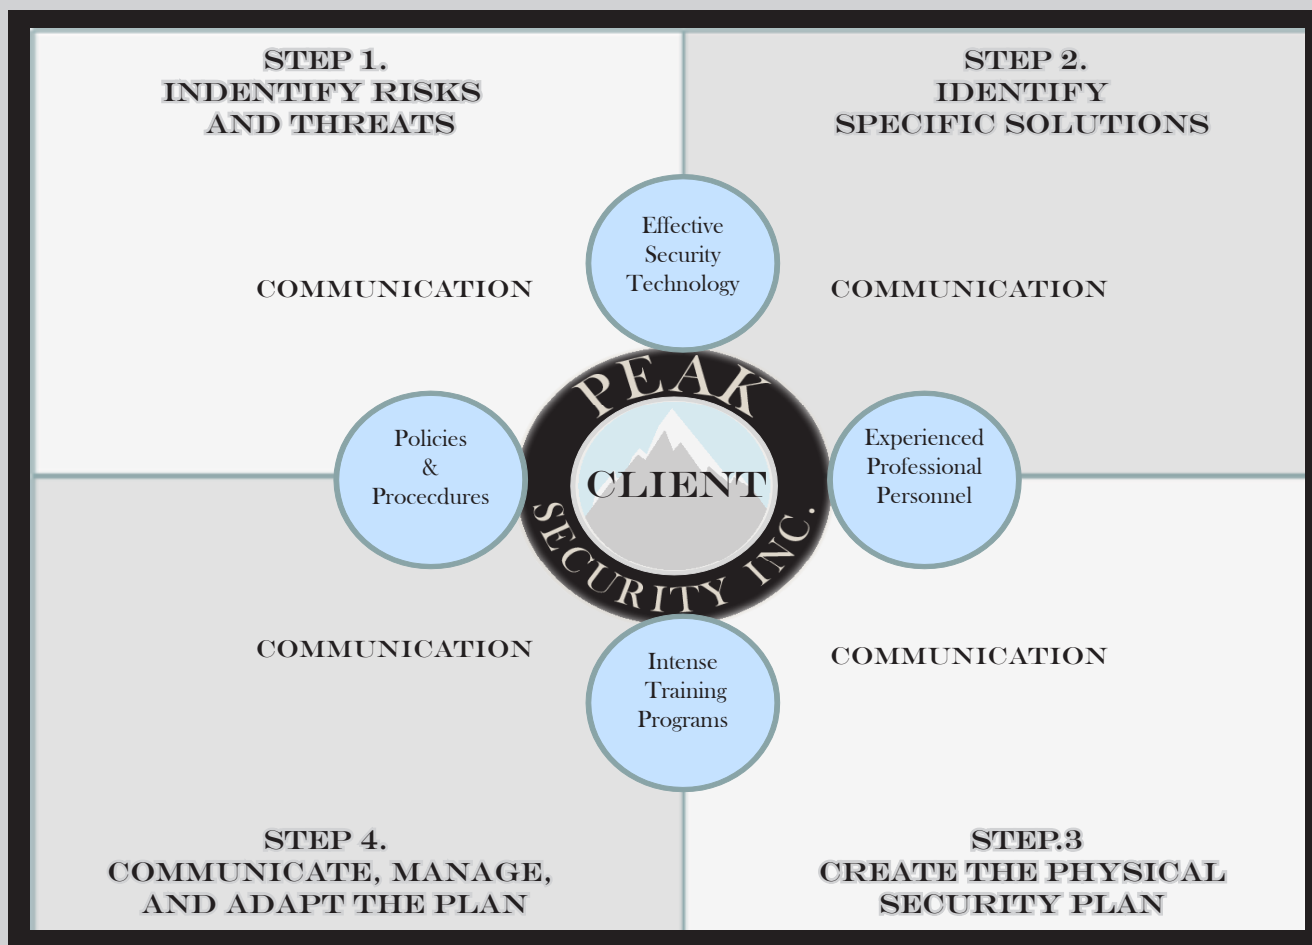 STEP 1.
INDENTIFY RISKS
AND THREATS
STEP 2.
IDENTIFY
SPECIFIC SOLUTIONS
Effective
Security
Technology
COMMUNICATION
COMMUNICATION
PEAK
CLIENT
SECURITY INC.
Policies
&
Procecdures
Experienced
Professional
Personnel
COMMUNICATION
COMMUNICATION
Intense
Training
Programs
STEP 4.
COMMUNICATE, MANAGE,
AND ADAPT THE PLAN
STEP.3
CREATE THE PHYSICAL
SECURITY PLAN